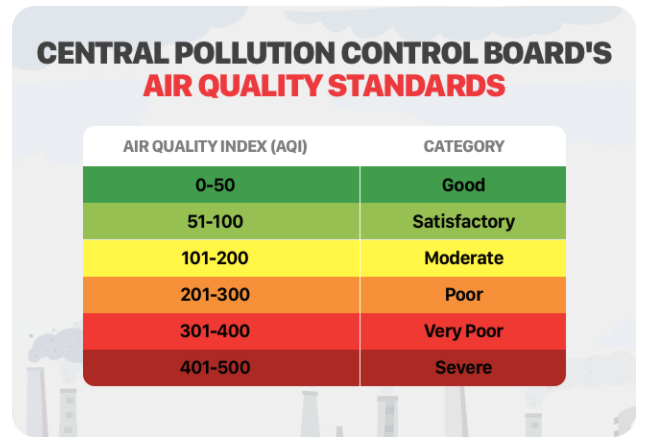 CENTRAL POLLUTION CONTROL BOARD'S
AIR QUALITY STANDARDS
AIR QUALITY INDEX (AQI) CATEGORY
0-50 Good
51-100 Satisfactory
101-200 Moderate
201-300 Poor
301-400 Very Poor
401-500 Severe